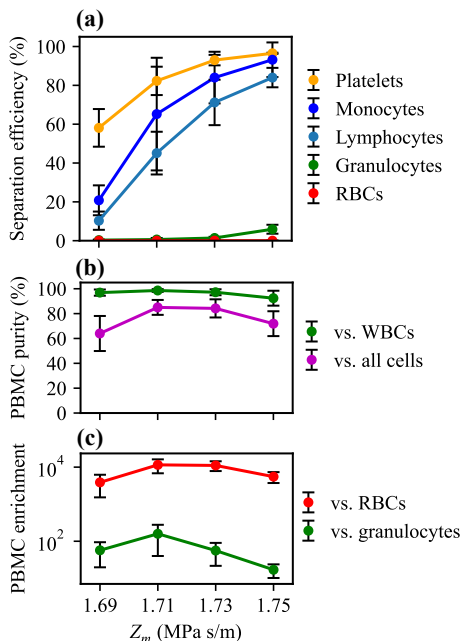 (a)
Separation efficiency (%)
100
80
60
40
20
0
Platelets
Monocytes
Lymphocytes
Granulocytes
RBCs
(b)
PBMC purity (%)
100
80
60
40
20
0
vs. WBCs
vs. all cells
(c)
PBMC enrichment
10^4
10^2
vs. RBCs
vs. granulocytes
1.69 1.71 1.73 1.75
Z_m (MPa s/m)